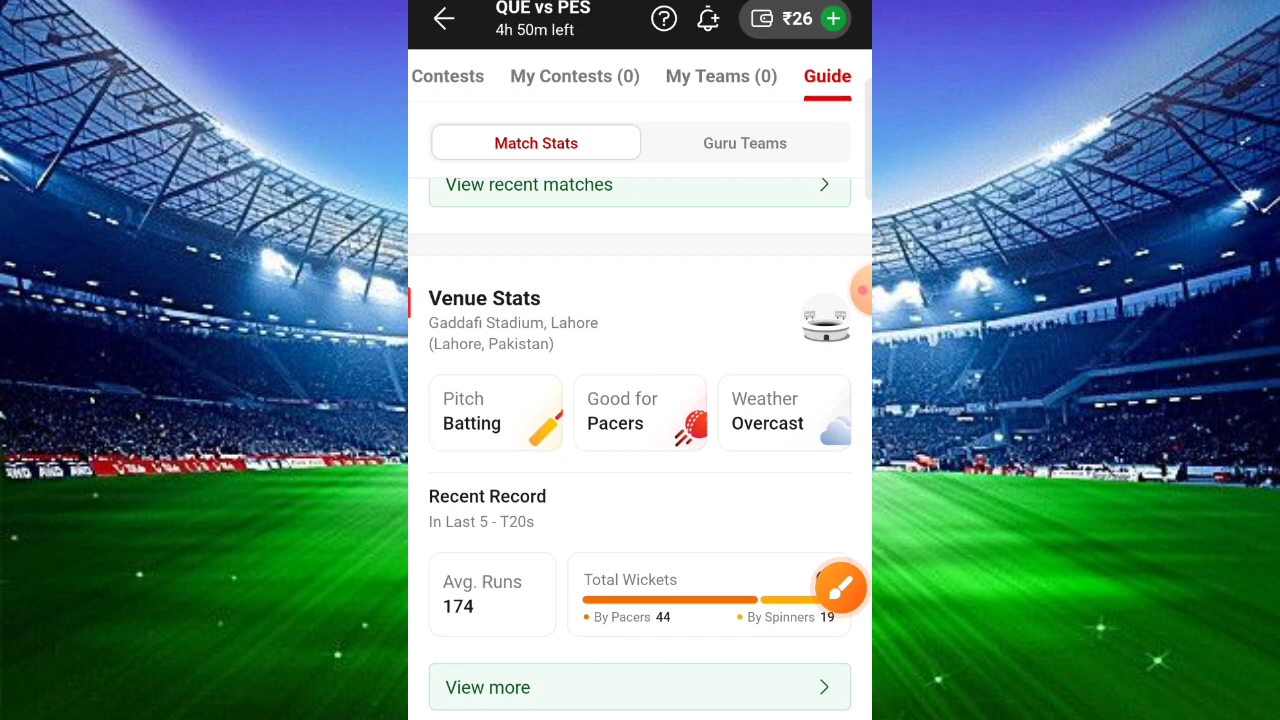 QUE vs PES
4h 50m left
₹26
Contests
My Contests (0)
My Teams (0)
Guide
Match Stats
Guru Teams
View recent matches
Venue Stats
Gaddafi Stadium, Lahore
(Lahore, Pakistan)
Pitch
Batting
Good for
Pacers
Weather
Overcast
Recent Record
In Last 5 - T20s
Avg. Runs
174
Total Wickets
By Pacers 44
By Spinners 19
View more